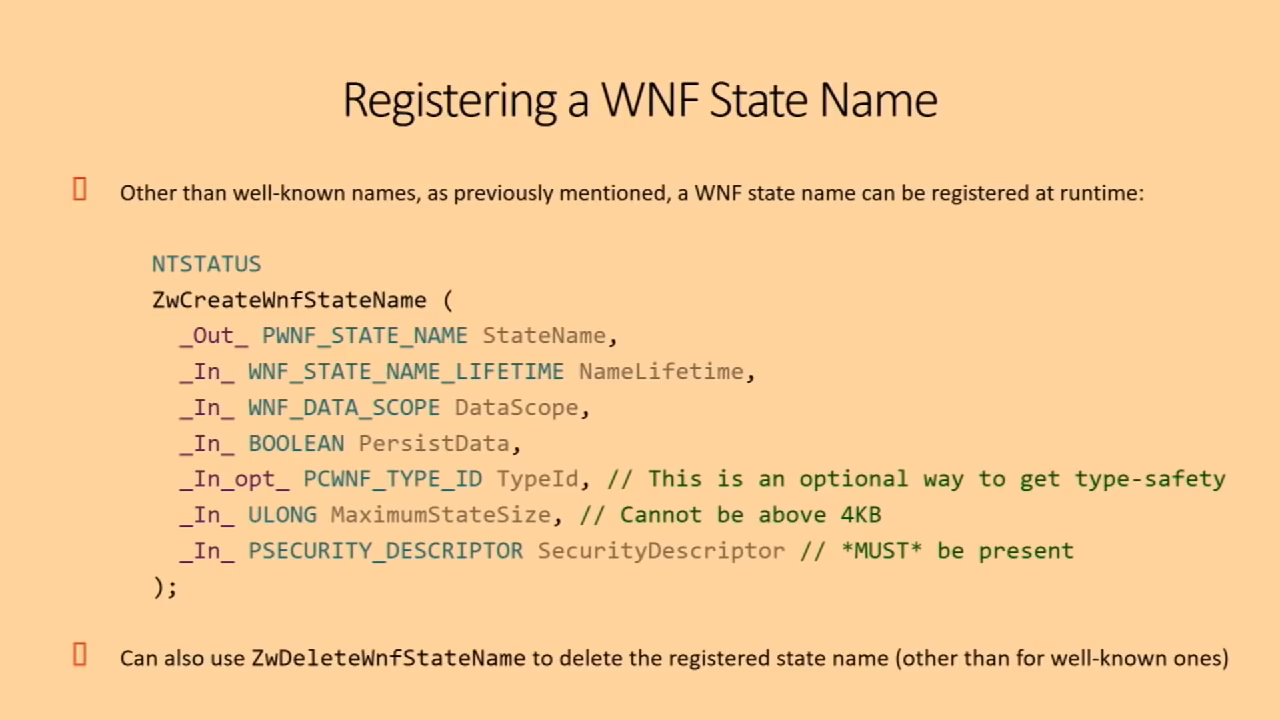 Registering a WNF State Name
Other than well-known names, as previously mentioned, a WNF state name can be registered at runtime:
NTSTATUS
ZwCreateWnfStateName (
_Out_ PWNF_STATE_NAME StateName,
_In_ WNF_STATE_NAME_LIFETIME NameLifetime,
_In_ WNF_DATA_SCOPE DataScope,
_In_ BOOLEAN PersistData,
_In_opt_ PCWNF_TYPE_ID TypeId, // This is an optional way to get type-safety
_In_ ULONG MaximumStateSize, // Cannot be above 4KB
_In_ PSECURITY_DESCRIPTOR SecurityDescriptor // *MUST* be present
);
Can also use ZwDeleteWnfStateName to delete the registered state name (other than for well-known ones)